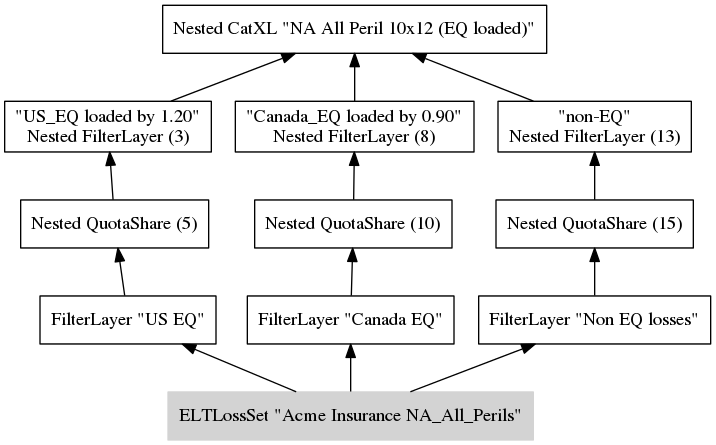 Nested CatXL "NA All Peril 10x12 (EQ loaded)"
"US_EQ loaded by 1.20"
Nested FilterLayer (3)
"Canada_EQ loaded by 0.90"
Nested FilterLayer (8)
"non-EQ"
Nested FilterLayer (13)
Nested QuotaShare (5)
Nested QuotaShare (10)
Nested QuotaShare (15)
FilterLayer "US EQ"
FilterLayer "Canada EQ"
FilterLayer "Non EQ losses"
ELTLossSet "Acme Insurance NA_All_Perils"